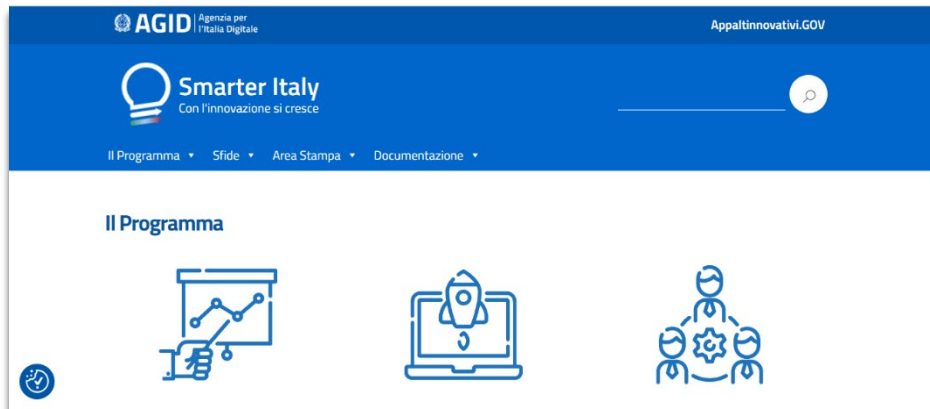 AGID Agenzia per
l'Italia Digitale
Appaltinnovativi.GOV
Smarter Italy
Con l'innovazione si cresce
Il Programma Sfide Area Stampa Documentazione
Il Programma